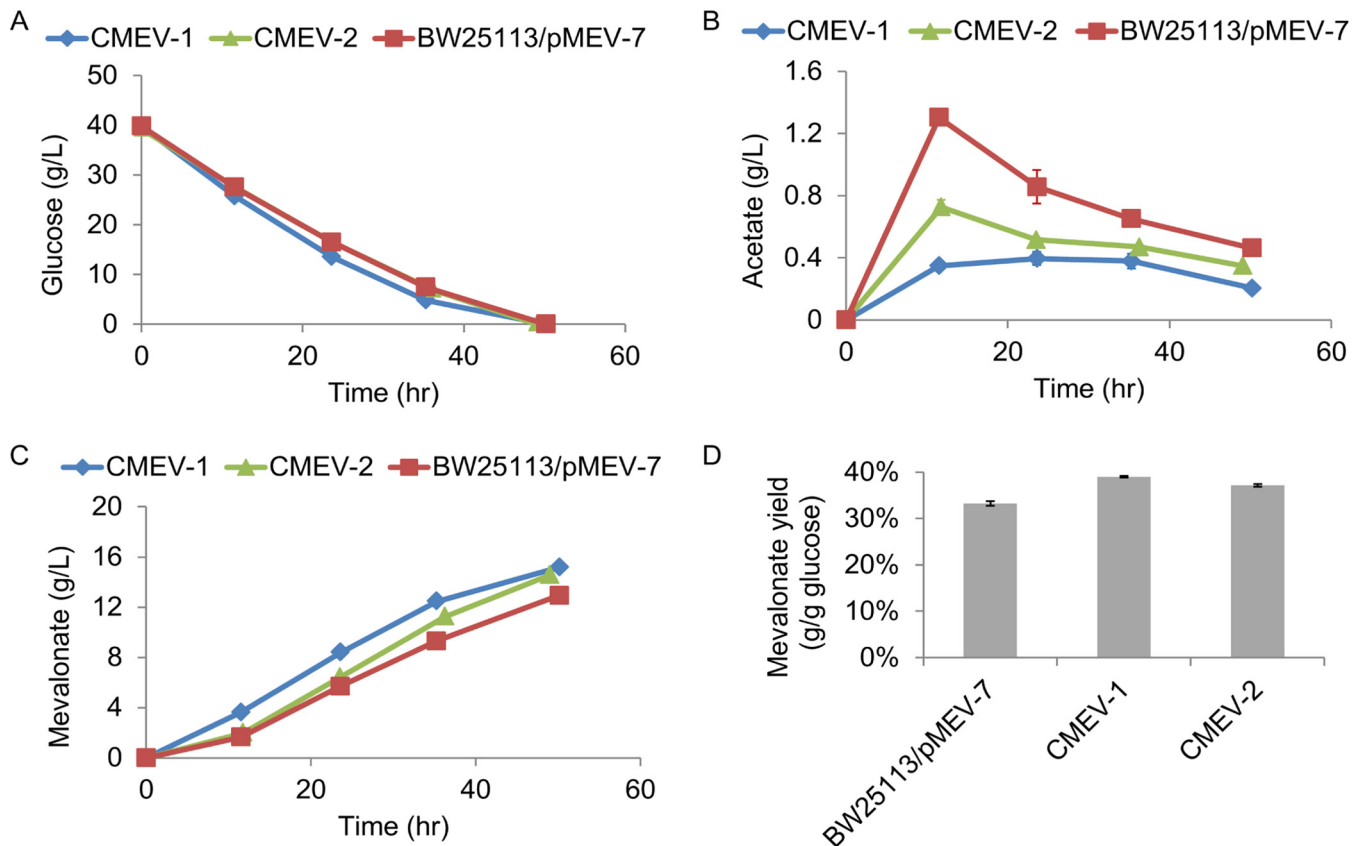 A
CMEV-1 CMEV-2 BW25113/pMEV-7
50
40
30
20
10
0
Glucose (g/L)
0 20 40 60
Time (hr)
B
CMEV-1 CMEV-2 BW25113/pMEV-7
1.6
1.2
0.8
0.4
0
Acetate (g/L)
0 20 40 60
Time (hr)
C
CMEV-1 CMEV-2 BW25113/pMEV-7
20
16
12
8
4
0
Mevalonate (g/L)
0 20 40 60
Time (hr)
D
40%
30%
20%
10%
0%
Mevalonate yield
(g/g glucose)
BW25113/pMEV-7
CMEV-1
CMEV-2